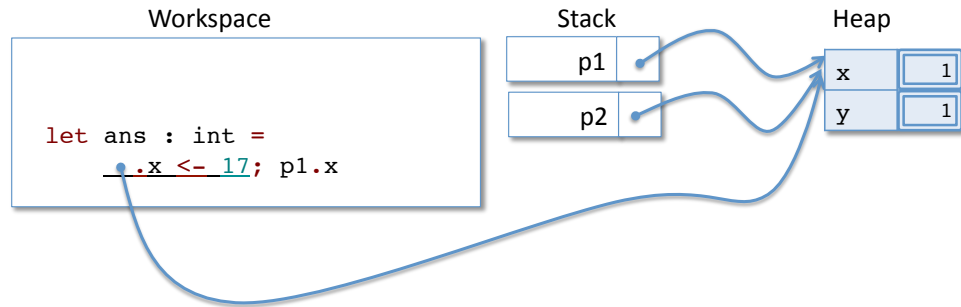 Workspace
Stack
Heap
p1
x 1
p2
y 1
let ans : int =
.x <- 17; p1.x